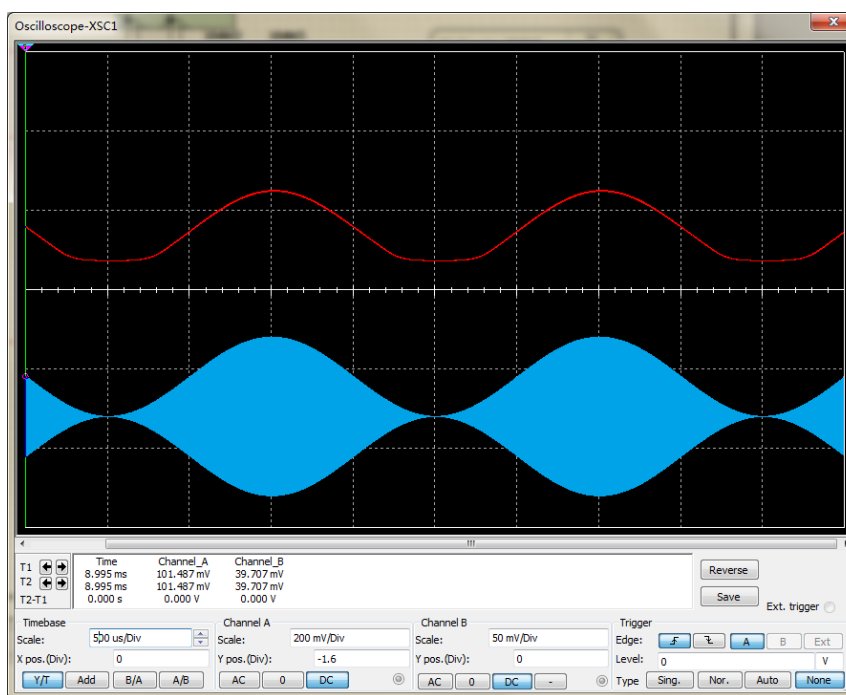 Oscilloscope-XSC1
x
T1
T2
T2-T1
Time Channel_A Channel_B
8.995 ms 101.487 mV 39.707 mV
8.995 ms 101.487 mV 39.707 mV
0.000 s 0.000 V 0.000 V
Reverse
Save
Ext. trigger
Timebase
Scale: 500 us/Div
X pos.(Div): 0
Y/T Add B/A A/B
Channel A
Scale: 200 mV/Div
Y pos.(Div): -1.6
AC 0 DC
Channel B
Scale: 50 mV/Div
Y pos.(Div): 0
AC 0 DC -
Trigger
Edge: A B Ext
Level: 0 V
Type Sing. Nor. Auto None